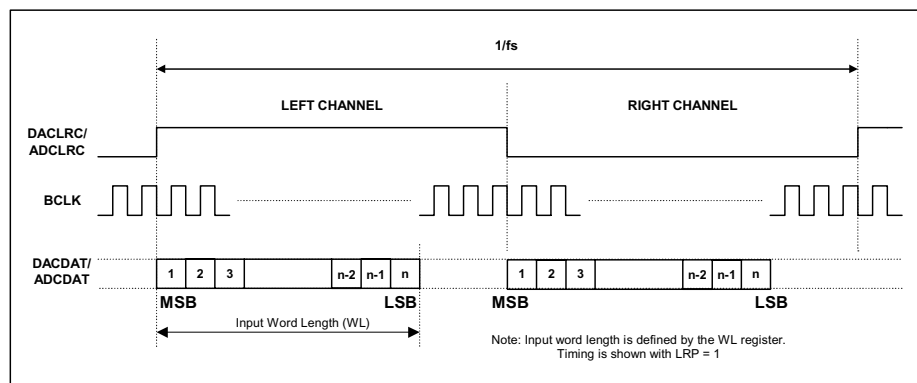 1/fs
LEFT CHANNEL RIGHT CHANNEL
DACLRC/
ADCLRC
BCLK
DACDAT/
ADCDAT
1 2 3 n-2 n-1 n 1 2 3 n-2 n-1 n
MSB LSB MSB LSB
Input Word Length (WL)
Note: Input word length is defined by the WL register.
Timing is shown with LRP = 1